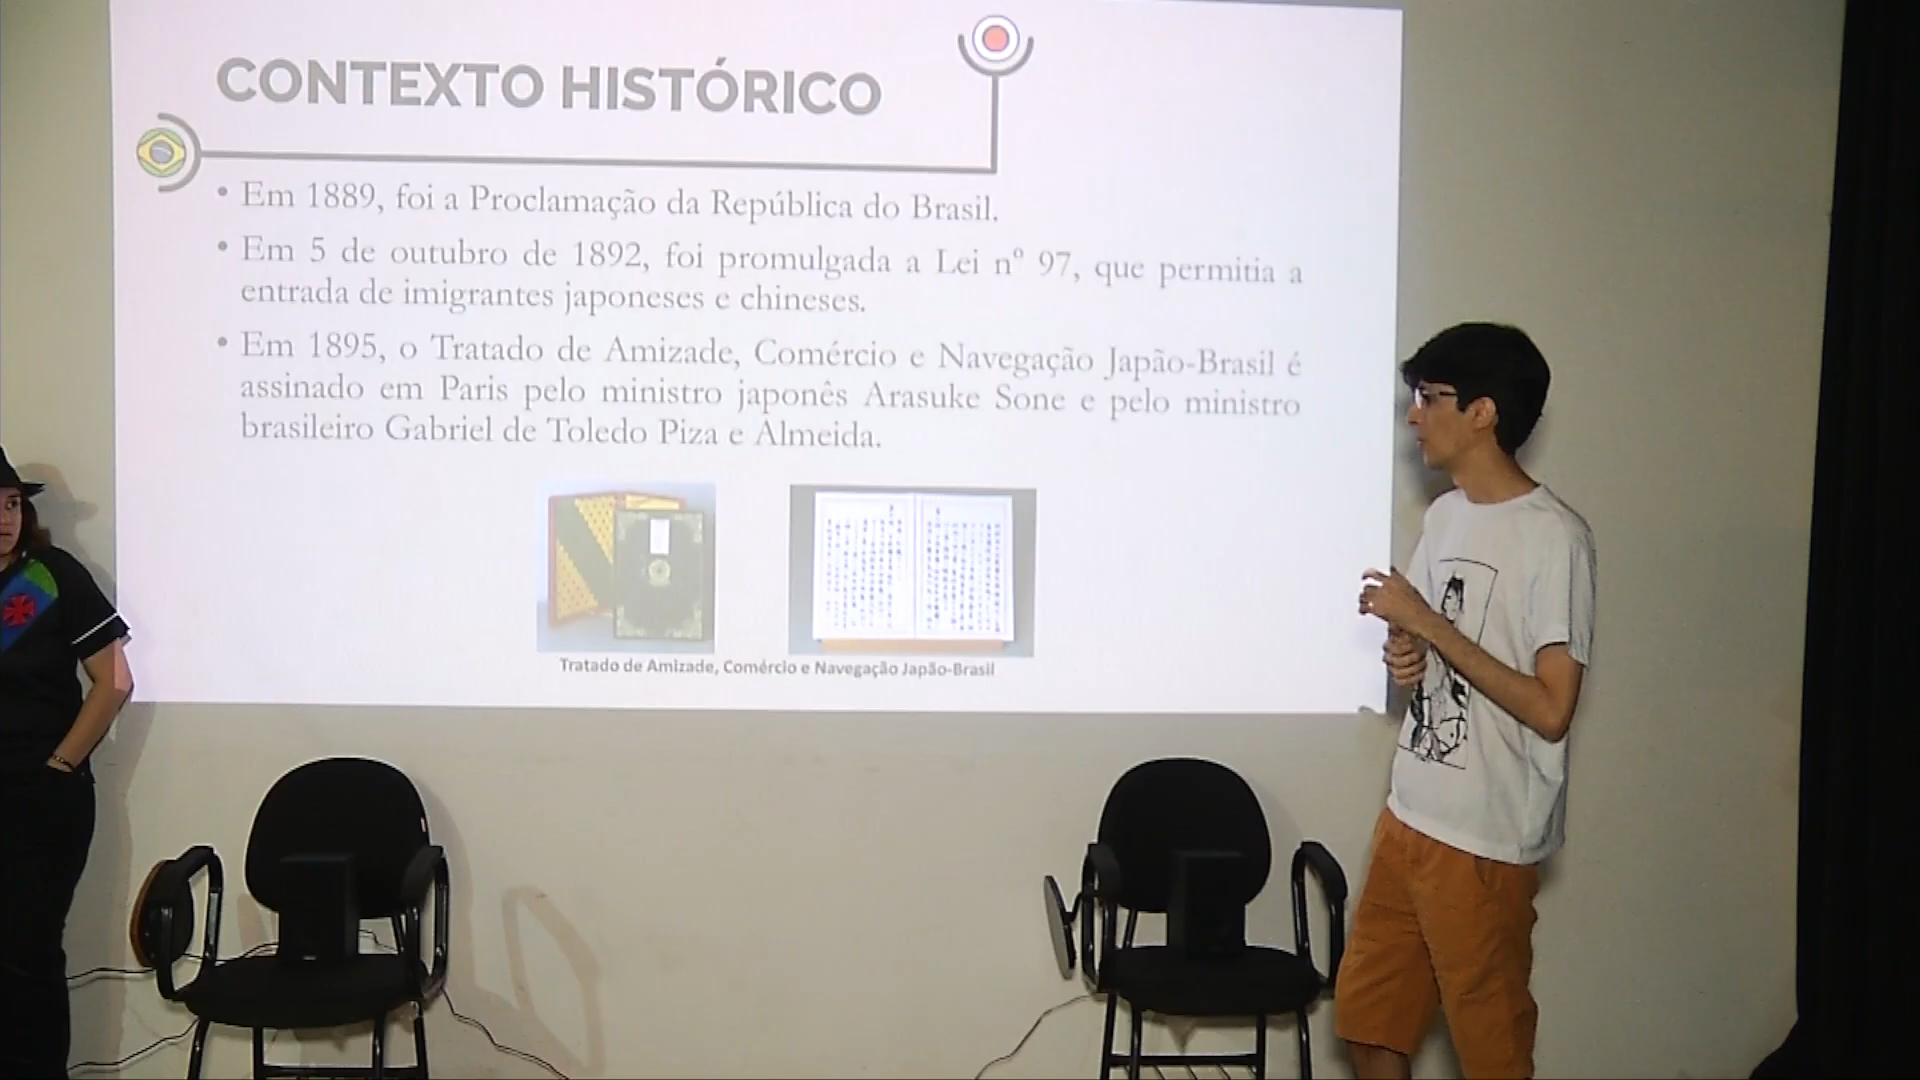 CONTEXTO HISTÓRICO
• Em 1889, foi a Proclamação da República do Brasil.
• Em 5 de outubro de 1892, foi promulgada a Lei nº 97, que permitia a
entrada de imigrantes japoneses e chineses.
• Em 1895, o Tratado de Amizade, Comércio e Navegação Japão-Brasil é
assinado em Paris pelo ministro japonês Arasuke Sone e pelo ministro
brasileiro Gabriel de Toledo Piza e Almeida.
Tratado de Amizade, Comércio e Navegação Japão-Brasil